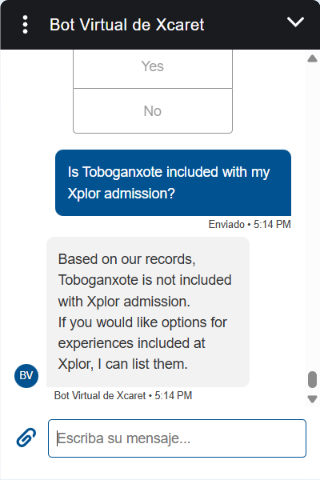 Bot Virtual de Xcaret
Yes
No
Is Toboganxote included with my
Xplor admission?
Enviado • 5:14 PM
Based on our records,
Toboganxote is not included
with Xplor admission.
If you would like options for
experiences included at
Xplor, I can list them.
BV
Bot Virtual de Xcaret • 5:14 PM
Escriba su mensaje...